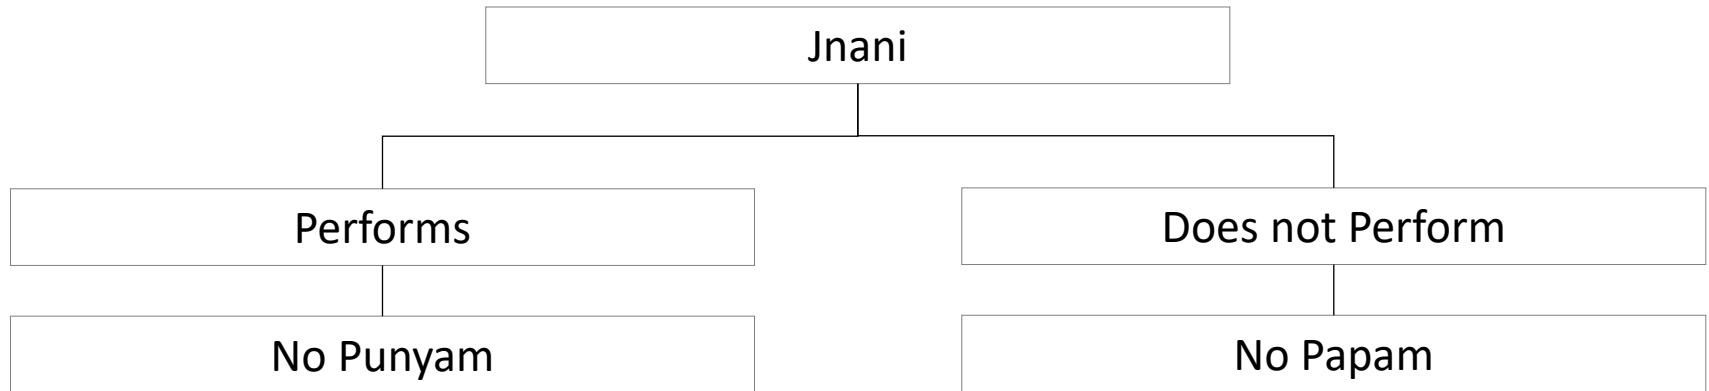 Jnani
Performs
Does not Perform
No Punyam
No Papam